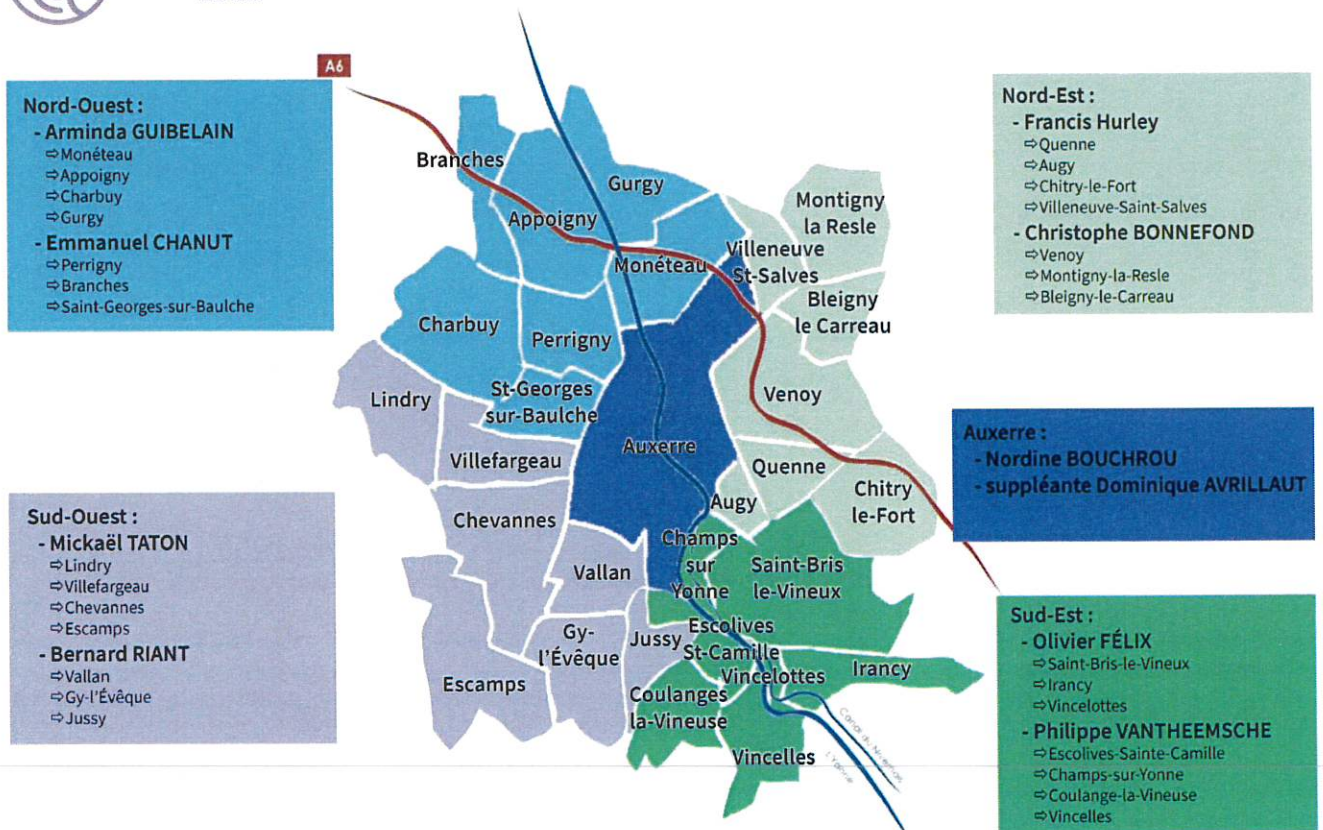 A6
Nord-Ouest :
- Arminda GUIBELAIN
⇨Monéteau
⇨Appoigny
⇨Charbuy
⇨Gurgy
- Emmanuel CHANUT
⇨Perrigny
⇨Branches
⇨Saint-Georges-sur-Baulche
Nord-Est :
- Francis Hurley
⇨Quenne
⇨Augy
⇨Chitry-le-Fort
⇨Villeneuve-Saint-Salves
- Christophe BONNEFOND
⇨Venoy
⇨Montigny-la-Resle
⇨Bleigny-le-Carreau
Branches
Gurgy
Appoigny
Montigny
la Resle
Villeneuve
St-Salves
Monéteau
Bleigny
le Carreau
Charbuy
Perrigny
Lindry
St-Georges
sur-Baulche
Venoy
Villefargeau
Auxerre
Quenne
Chevannes
Augy
Chitry
le-Fort
Champs
sur
Yonne
Vallan
Saint-Bris
le-Vineux
Gy-
l'Évêque
Jussy
Escolives
St-Camille
Escamps
Vincelottes
Irancy
Coulanges
la-Vineuse
Vincelles
Canal du Nivernais
L'Yonne
Auxerre :
- Nordine BOUCHROU
- suppléante Dominique AVRILLAUT
Sud-Ouest :
- Mickaël TATON
⇨Lindry
⇨Villefargeau
⇨Chevannes
⇨Escamps
- Bernard RIANT
⇨Vallan
⇨Gy-l'Évêque
⇨Jussy
Sud-Est :
- Olivier FÉLIX
⇨Saint-Bris-le-Vineux
⇨Irancy
⇨Vincelottes
- Philippe VANTHEEMSCHE
⇨Escolives-Sainte-Camille
⇨Champs-sur-Yonne
⇨Coulange-la-Vineuse
⇨Vincelles